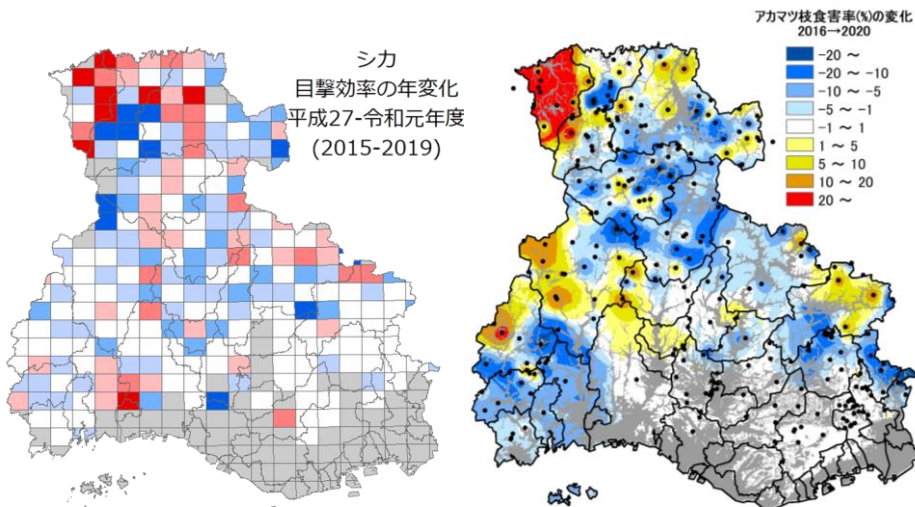 シカ
目撃効率の年変化
平成27-令和元年度
(2015-2019)
アカマツ枝食害率(%)の変化
2016→2020
-20 ～
-20 ～ -10
-10 ～ -5
-5 ～ -1
-1 ～ 1
1 ～ 5
5 ～ 10
10 ～ 20
20 ～